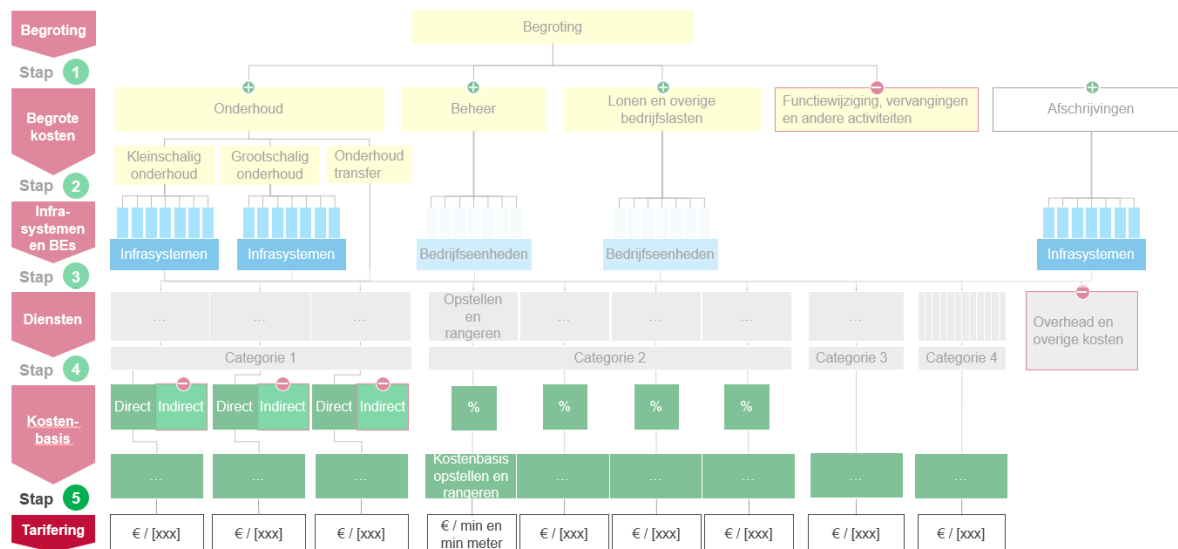 Begroting
Begroting
Stap 1
+ + + − +
Onderhoud
Beheer
Lonen en overige
bedrijfslasten
Functiewijziging, vervangingen
en andere activiteiten
Afschrijvingen
Begrote
kosten
Kleinschalig
onderhoud
Grootschalig
onderhoud
Onderhoud
transfer
Stap 2
Infra-
systemen
en BEs
Infrasystemen
Infrasystemen
Bedrijfseenheden
Bedrijfseenheden
Infrasystemen
Stap 3
−
Diensten
...
...
...
Opstellen
en
rangeren
...
...
...
...
...
Overhead en
overige kosten
Stap 4
Categorie 1
Categorie 2
Categorie 3
Categorie 4
− − −
Kosten-
basis
Direct
Indirect
Direct
Indirect
Direct
Indirect
%
%
%
%
...
...
...
Kostenbasis
opstellen en
rangeren
...
...
...
...
...
Stap 5
Tarifering
€ / [xxx]
€ / [xxx]
€ / [xxx]
€ / min en
min meter
€ / [xxx]
€ / [xxx]
€ / [xxx]
€ / [xxx]
€ / [xxx]